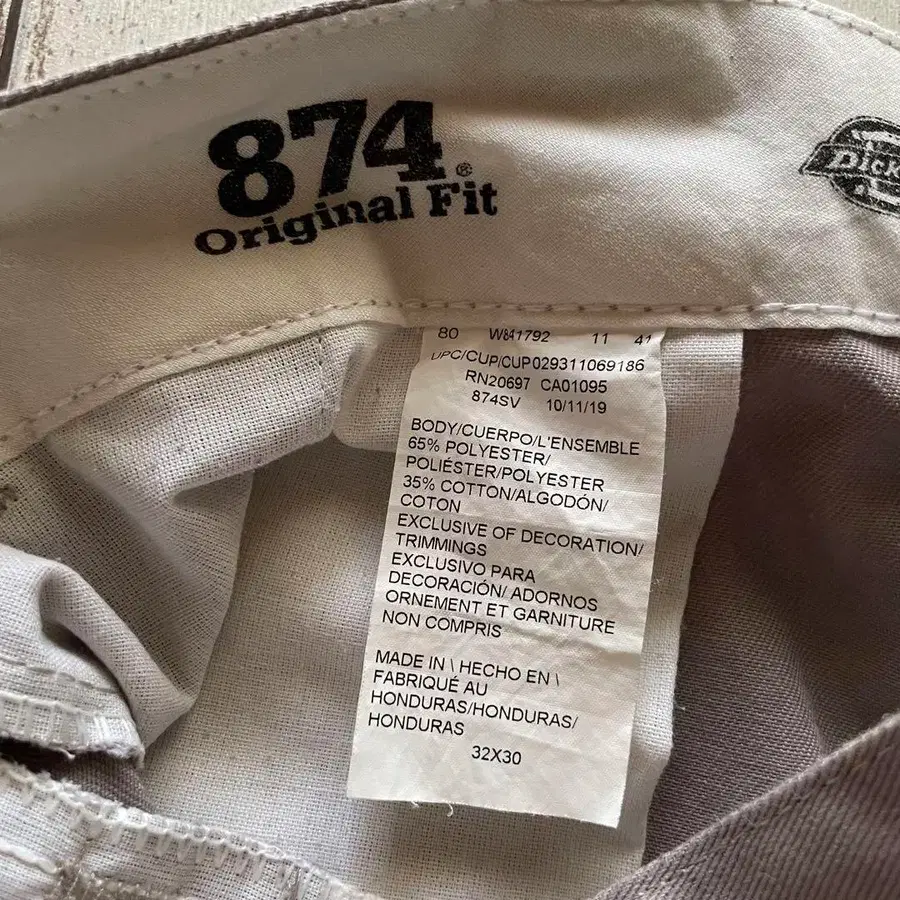 874®
Original Fit
Dick
80 W841792 11 41
UPC/CUP/CUP029311069186
RN20697 CA01095
874SV 10/11/19
BODY/CUERPO/L'ENSEMBLE
65% POLYESTER/
POLIÉSTER/POLYESTER
35% COTTON/ALGODÓN/
COTON
EXCLUSIVE OF DECORATION/
TRIMMINGS
EXCLUSIVO PARA
DECORACIÓN/ ADORNOS
ORNEMENT ET GARNITURE
NON COMPRIS
MADE IN \ HECHO EN \
FABRIQUÉ AU
HONDURAS/HONDURAS/
HONDURAS
32X30